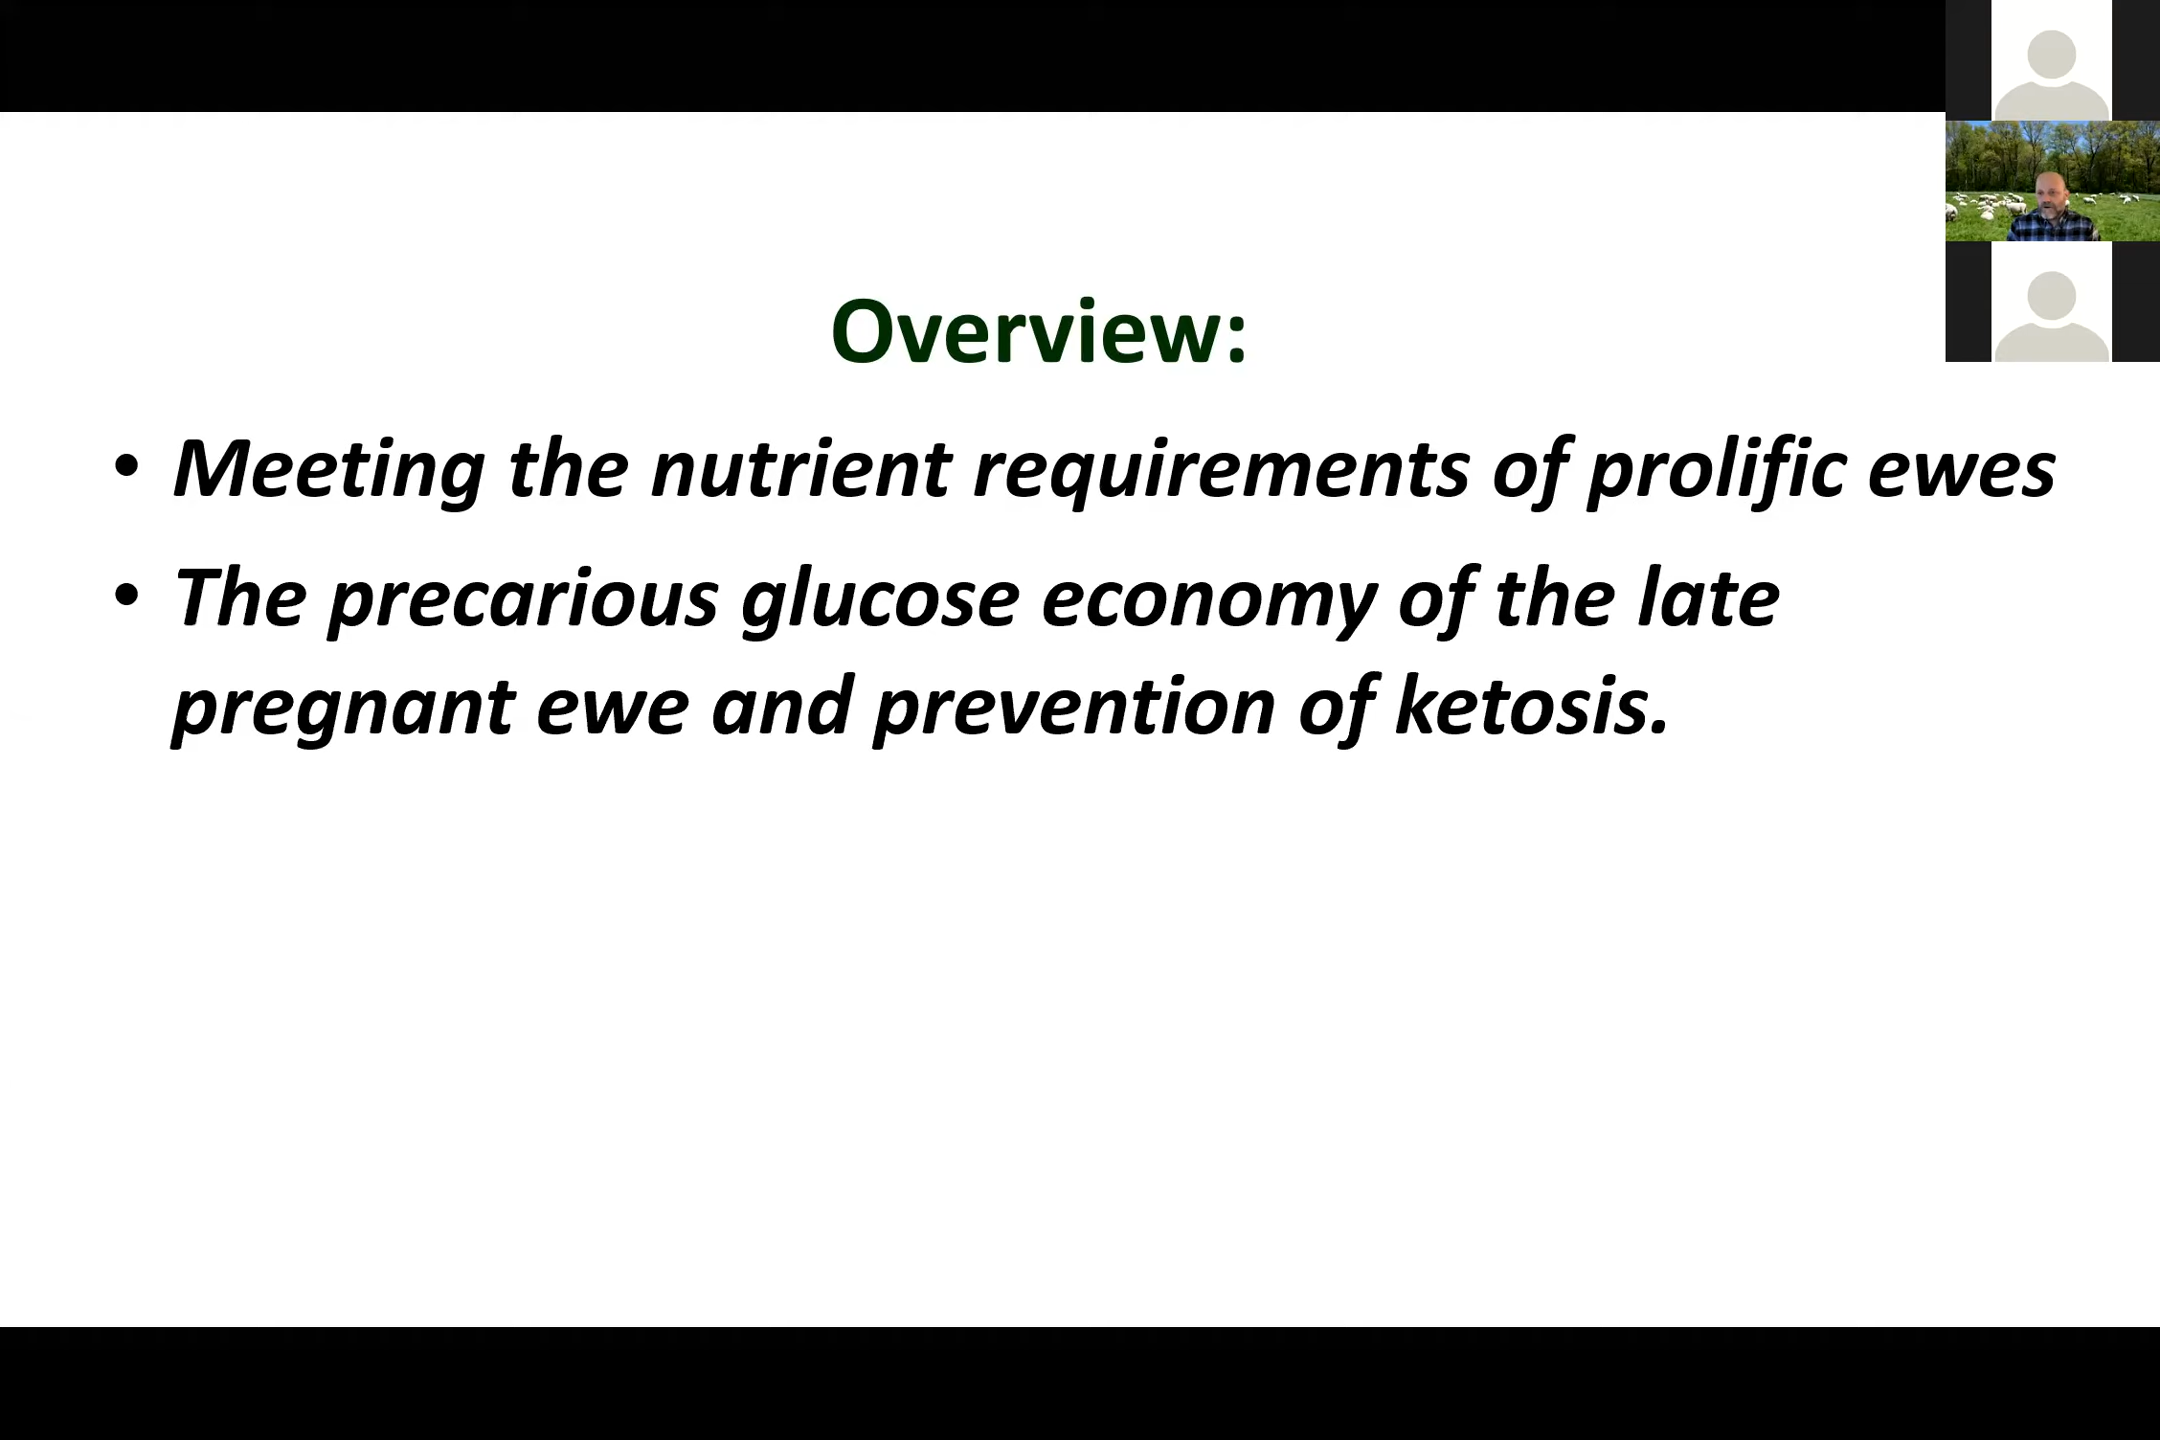 Overview:
• Meeting the nutrient requirements of prolific ewes
• The precarious glucose economy of the late
pregnant ewe and prevention of ketosis.